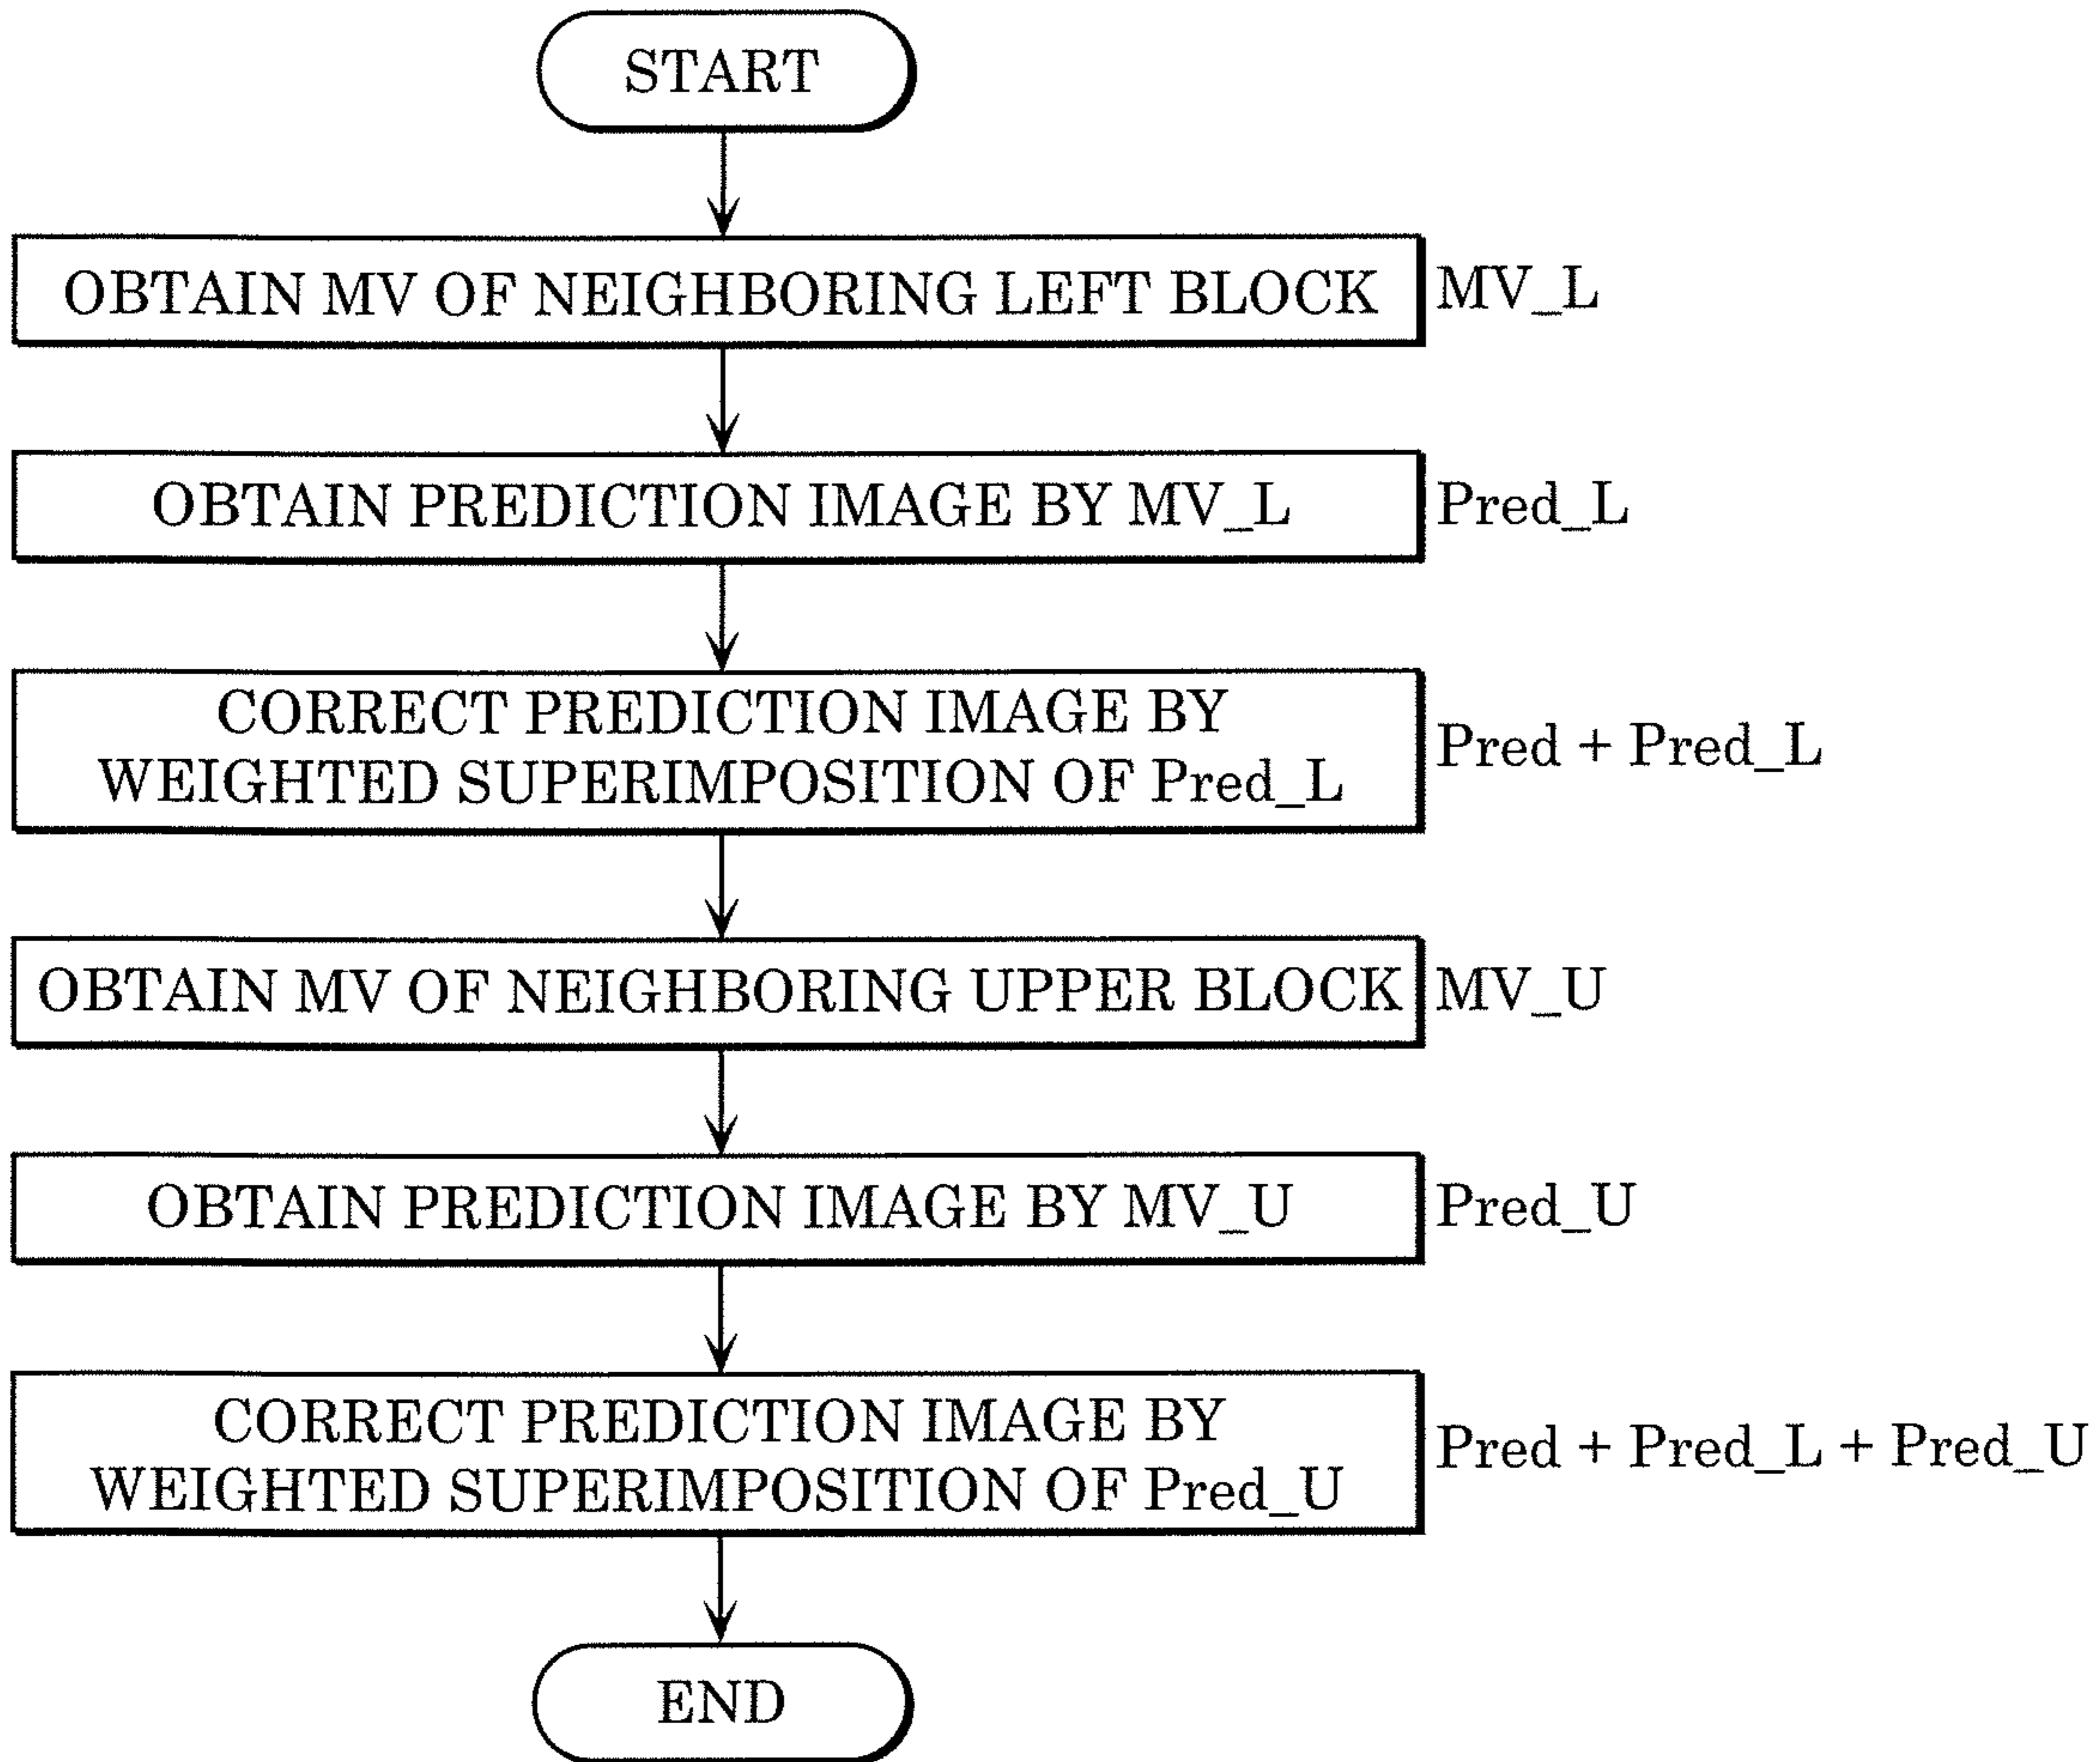 START
OBTAIN MV OF NEIGHBORING LEFT BLOCK
MV_L
OBTAIN PREDICTION IMAGE BY MV_L
Pred_L
CORRECT PREDICTION IMAGE BY
WEIGHTED SUPERIMPOSITION OF Pred_L
Pred + Pred_L
OBTAIN MV OF NEIGHBORING UPPER BLOCK
MV_U
OBTAIN PREDICTION IMAGE BY MV_U
Pred_U
CORRECT PREDICTION IMAGE BY
WEIGHTED SUPERIMPOSITION OF Pred_U
Pred + Pred_L + Pred_U
END